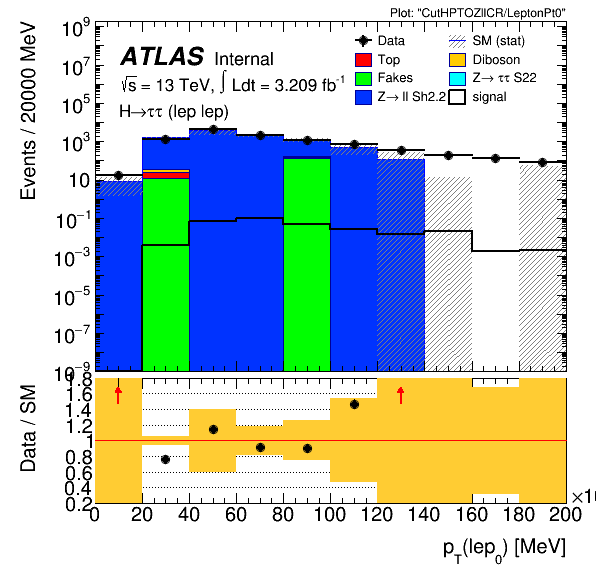 Plot: "CutHPTOZllCR/LeptonPt0"
ATLAS Internal
√s = 13 TeV, ∫ Ldt = 3.209 fb⁻¹
H→ττ (lep lep)
Data
Top
Fakes
Z→ ll Sh2.2
SM (stat)
Diboson
Z→ ττ S22
signal
Events / 20000 MeV
10⁹
10⁷
10⁵
10³
10
10⁻¹
10⁻³
10⁻⁵
10⁻⁷
10⁻⁹
Data / SM
1.8
1.6
1.4
1.2
1
0.8
0.6
0.4
0.2
0 20 40 60 80 100 120 140 160 180 200
p_T(lep₀) [MeV]